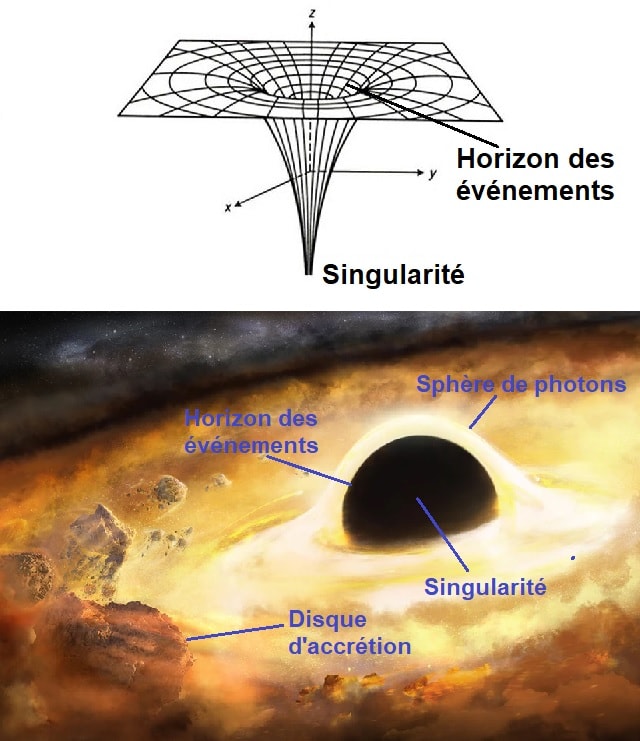 z
Horizon des
événements
y
x
Singularité
Sphère de photons
Horizon des
événements
Singularité
Disque
d'accrétion